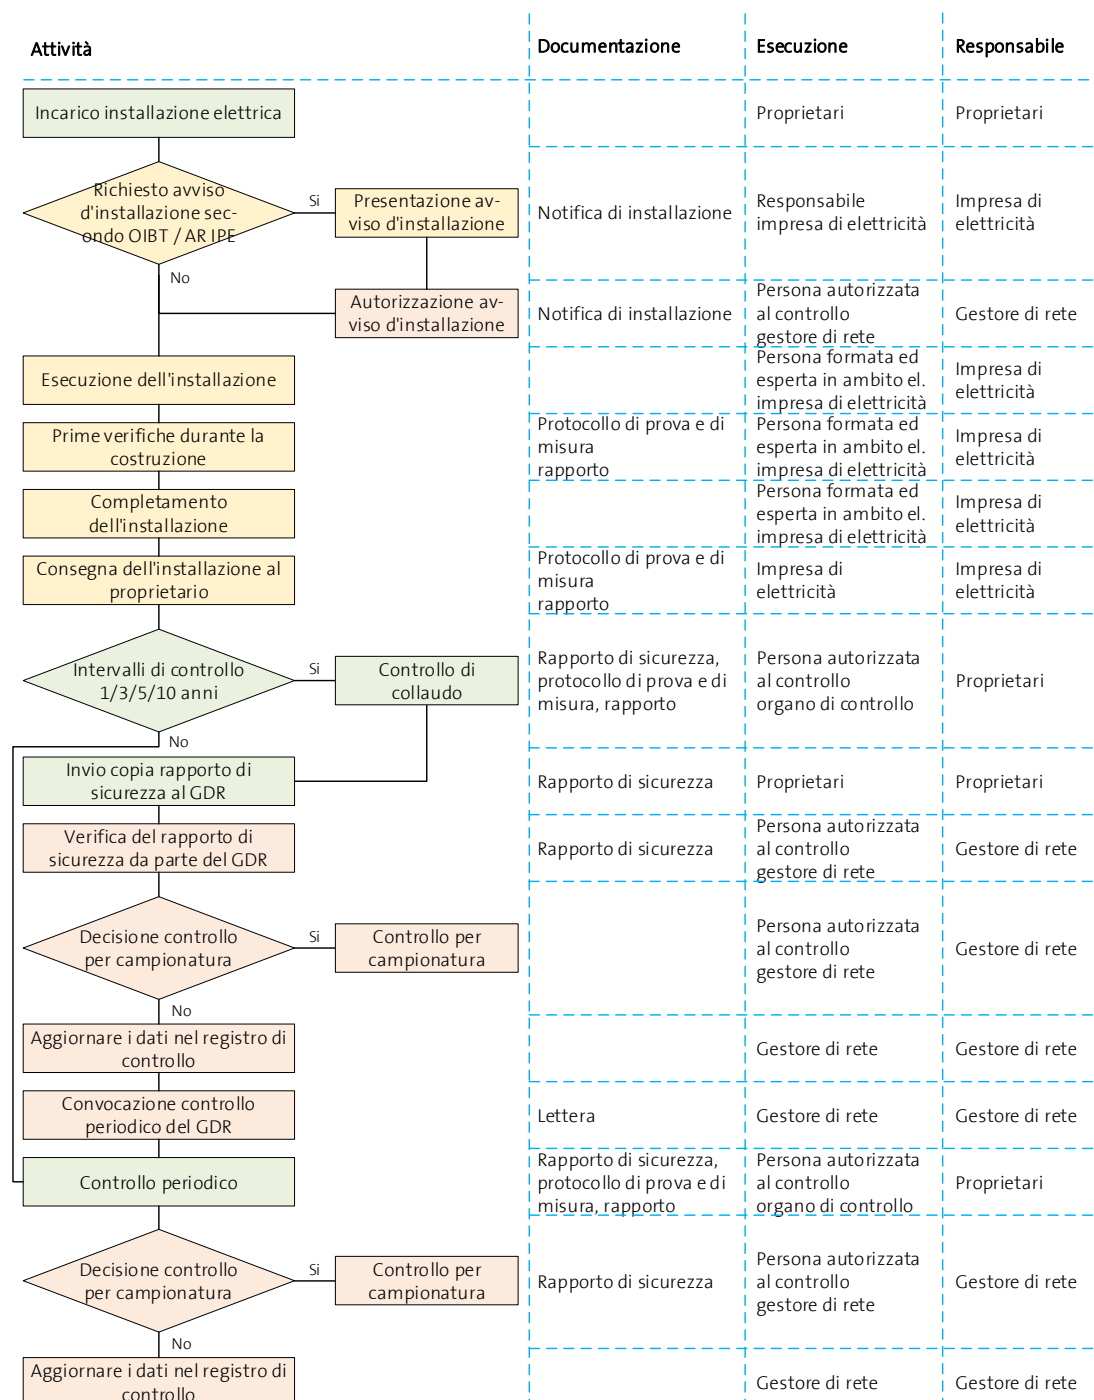 Attività
Documentazione
Esecuzione
Responsabile
Incarico installazione elettrica
Proprietari
Proprietari
Richiesto avviso
d'installazione sec-
ondo OIBT / AR IPE
Si
Presentazione av-
viso d'installazione
Notifica di installazione
Responsabile
impresa di elettricità
Impresa di
elettricità
No
Autorizzazione av-
viso d'installazione
Notifica di installazione
Persona autorizzata
al controllo
gestore di rete
Gestore di rete
Esecuzione dell'installazione
Persona formata ed
esperta in ambito el.
impresa di elettricità
Impresa di
elettricità
Prime verifiche durante la
costruzione
Protocollo di prova e di
misura
rapporto
Persona formata ed
esperta in ambito el.
impresa di elettricità
Impresa di
elettricità
Completamento
dell'installazione
Persona formata ed
esperta in ambito el.
impresa di elettricità
Impresa di
elettricità
Consegna dell'installazione al
proprietario
Protocollo di prova e di
misura
rapporto
Impresa di
elettricità
Impresa di
elettricità
Intervalli di controllo
1/3/5/10 anni
Si
Controllo di
collaudo
Rapporto di sicurezza,
protocollo di prova e di
misura, rapporto
Persona autorizzata
al controllo
organo di controllo
Proprietari
No
Invio copia rapporto di
sicurezza al GDR
Rapporto di sicurezza
Proprietari
Proprietari
Verifica del rapporto di
sicurezza da parte del GDR
Rapporto di sicurezza
Persona autorizzata
al controllo
gestore di rete
Gestore di rete
Decisione controllo
per campionatura
Si
Controllo per
campionatura
Persona autorizzata
al controllo
gestore di rete
Gestore di rete
No
Aggiornare i dati nel registro di
controllo
Gestore di rete
Gestore di rete
Convocazione controllo
periodico del GDR
Lettera
Gestore di rete
Gestore di rete
Controllo periodico
Rapporto di sicurezza,
protocollo di prova e di
misura, rapporto
Persona autorizzata
al controllo
organo di controllo
Proprietari
Decisione controllo
per campionatura
Si
Controllo per
campionatura
Rapporto di sicurezza
Persona autorizzata
al controllo
gestore di rete
Gestore di rete
No
Aggiornare i dati nel registro di
controllo
Gestore di rete
Gestore di rete